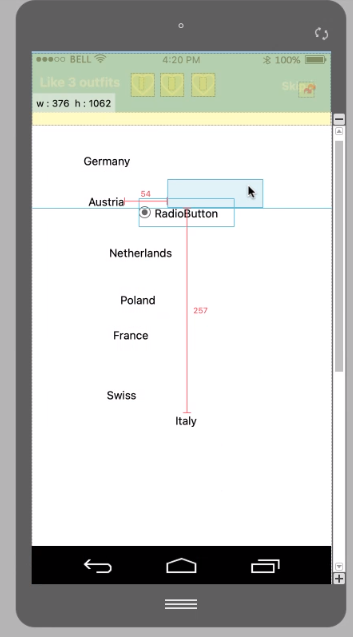 BELL 4:20 PM 100%
Like 3 outfits
w : 376 h : 1062
Germany
54
Austria
RadioButton
Netherlands
Poland
257
France
Swiss
Italy